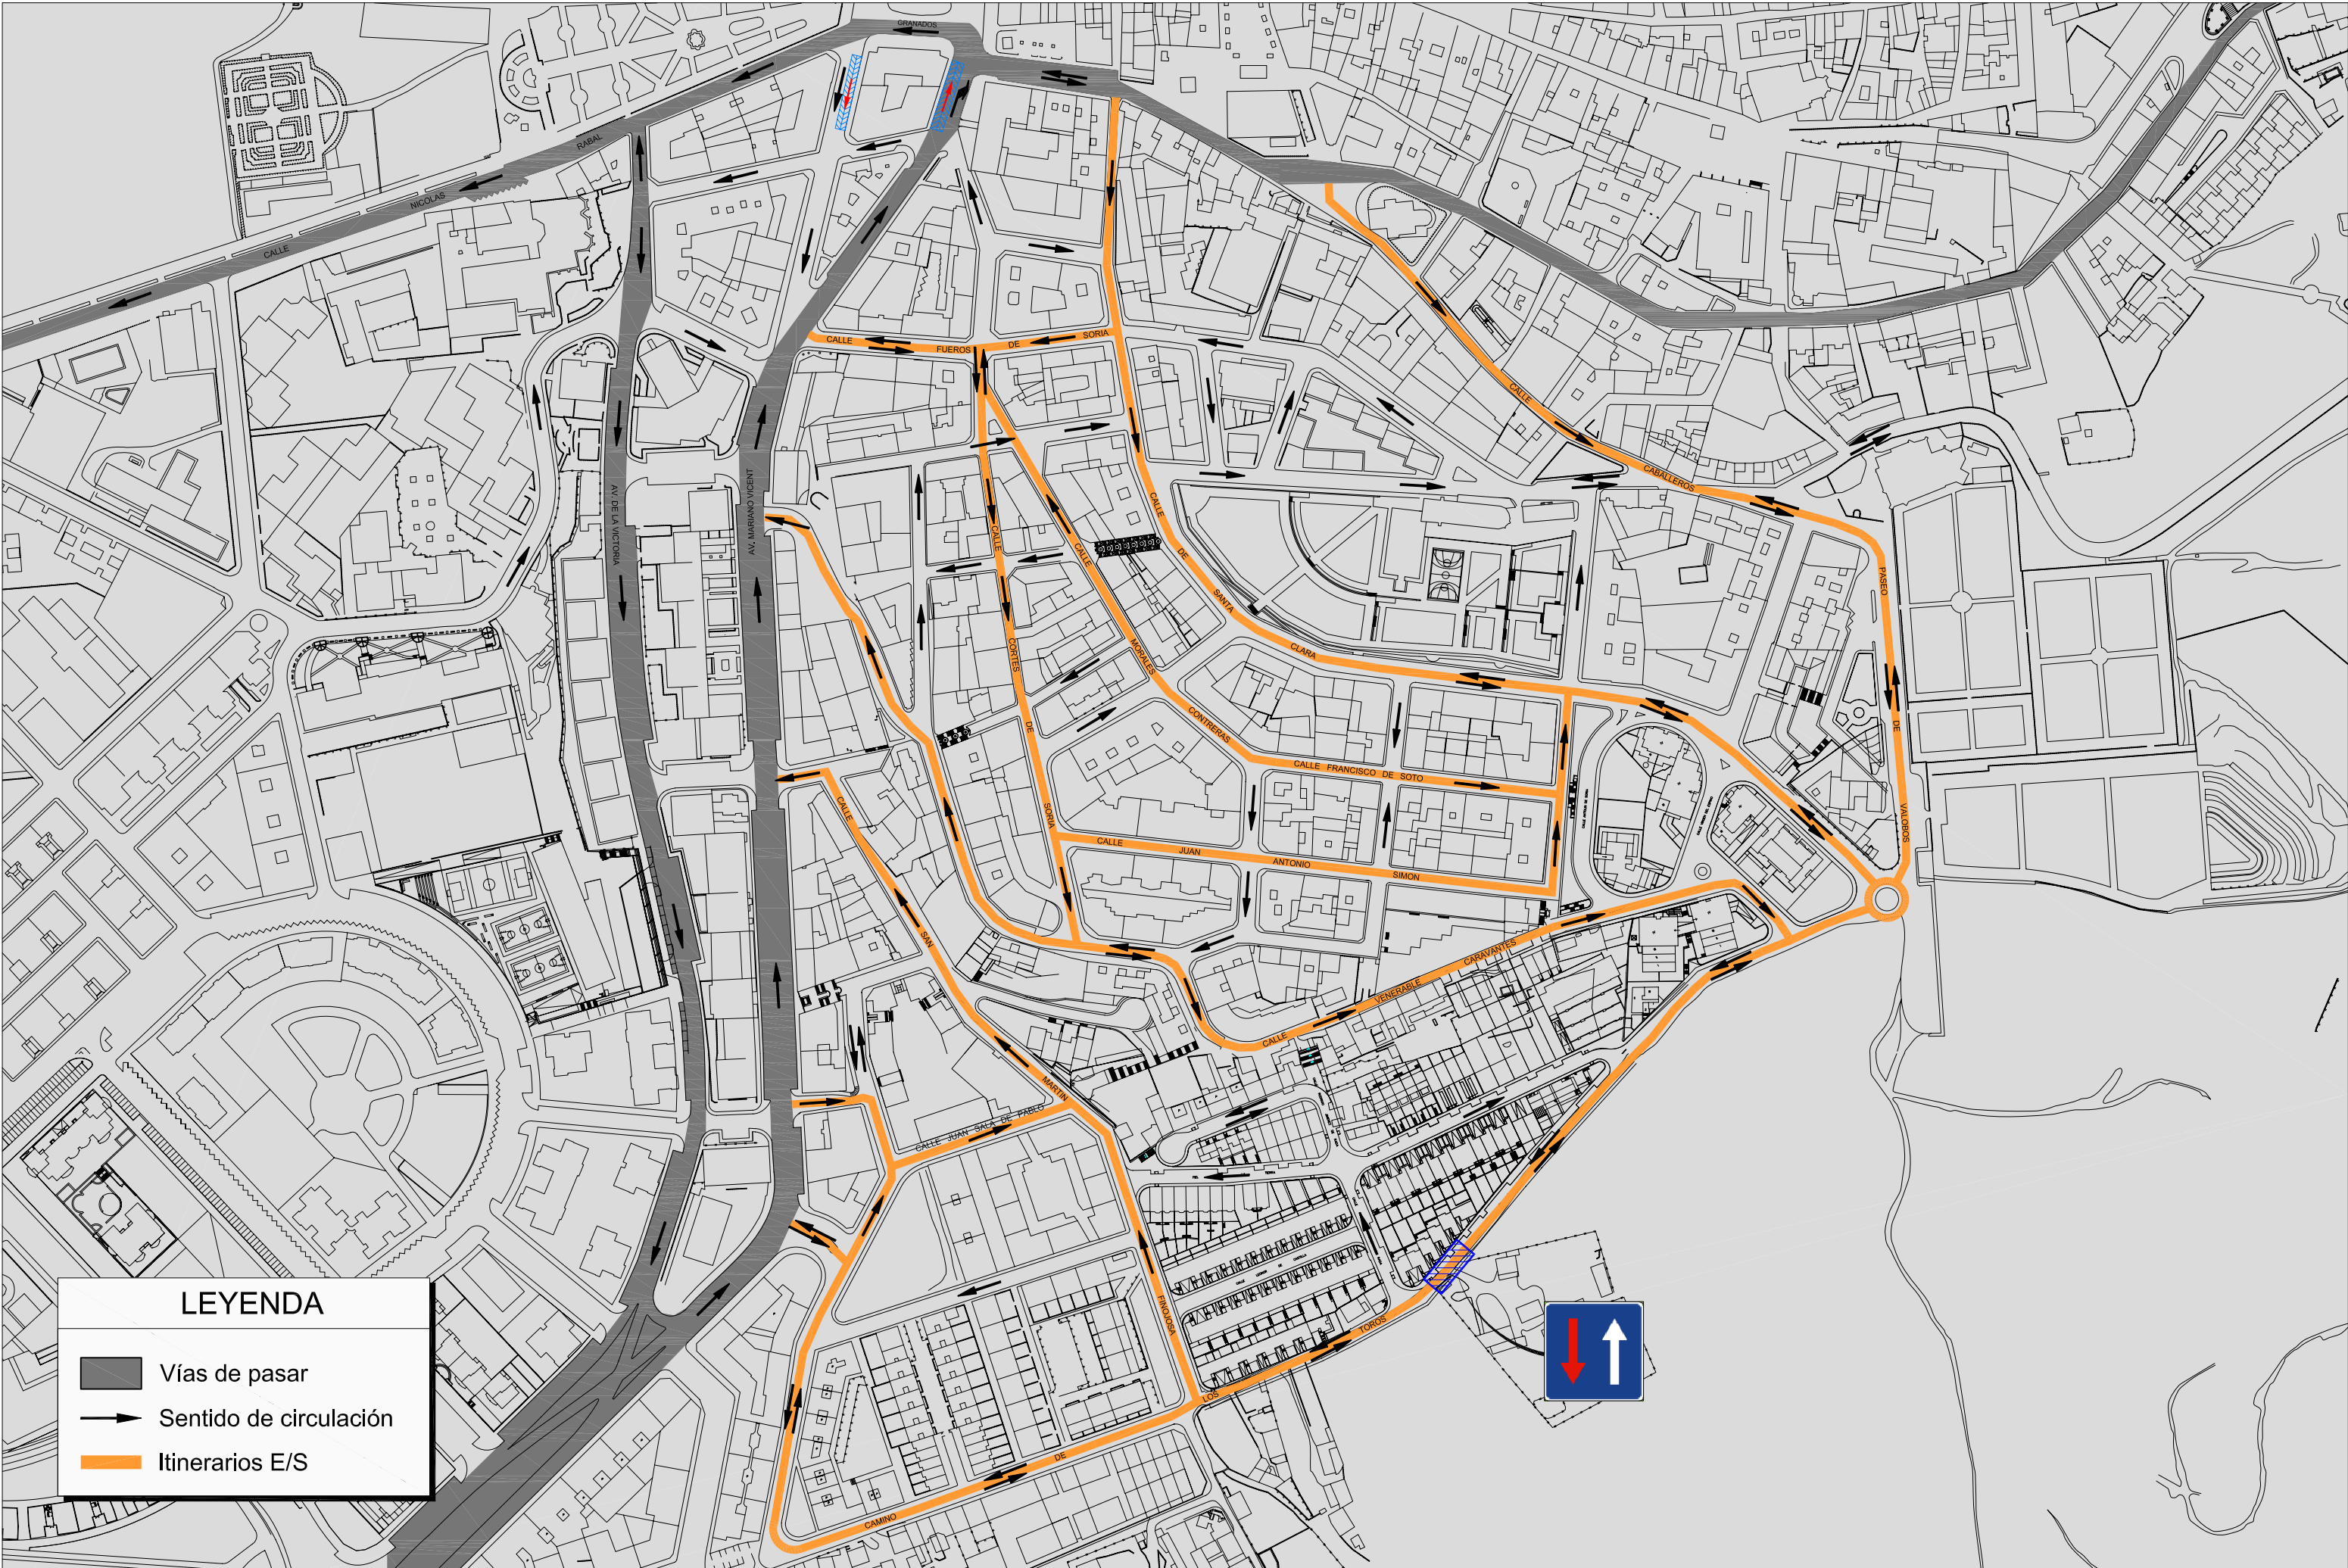 GRANADOS
RABAL
NICOLAS
CALLE
CALLE FUEROS DE SORIA
CALLE
CABALLEROS
AV. DE LA VICTORIA
AV. MARIANO VICENT
CALLE
CORTES
DE
SORIA
CALLE
MORALES
CONTRERAS
CALLE
DE
SANTA
CLARA
PASEO
DE
VALOBOS
CALLE FRANCISCO DE SOTO
CALLE JUAN ANTONIO SIMON
CALLE
SAN
MARTIN
FINOJOSA
CALLE VENERABLE CARAVANTES
CALLE JUAN SALA DE PABLO
CAMINO
DE
LOS
TOROS
LEYENDA
Vías de pasar
Sentido de circulación
Itinerarios E/S